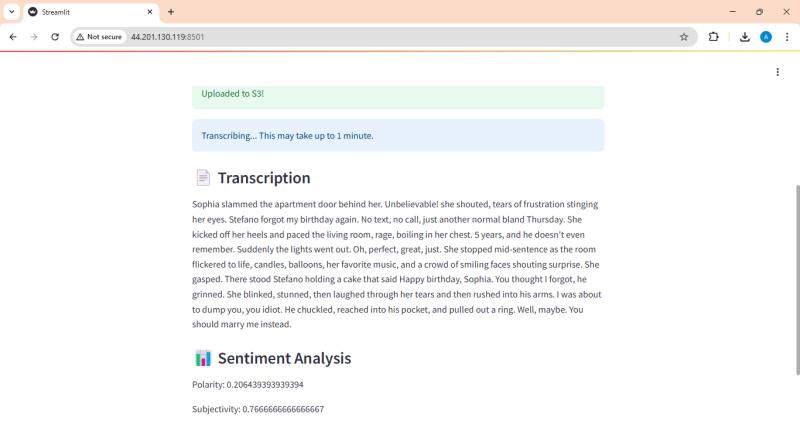 Streamlit
Not secure
44.201.130.119:8501
A
Uploaded to S3!
Transcribing... This may take up to 1 minute.
Transcription
Sophia slammed the apartment door behind her. Unbelievable! she shouted, tears of frustration stinging
her eyes. Stefano forgot my birthday again. No text, no call, just another normal bland Thursday. She
kicked off her heels and paced the living room, rage, boiling in her chest. 5 years, and he doesn't even
remember. Suddenly the lights went out. Oh, perfect, great, just. She stopped mid-sentence as the room
flickered to life, candles, balloons, her favorite music, and a crowd of smiling faces shouting surprise. She
gasped. There stood Stefano holding a cake that said Happy birthday, Sophia. You thought I forgot, he
grinned. She blinked, stunned, then laughed through her tears and then rushed into his arms. I was about
to dump you, you idiot. He chuckled, reached into his pocket, and pulled out a ring. Well, maybe. You
should marry me instead.
Sentiment Analysis
Polarity: 0.206439393939394
Subjectivity: 0.7666666666666667